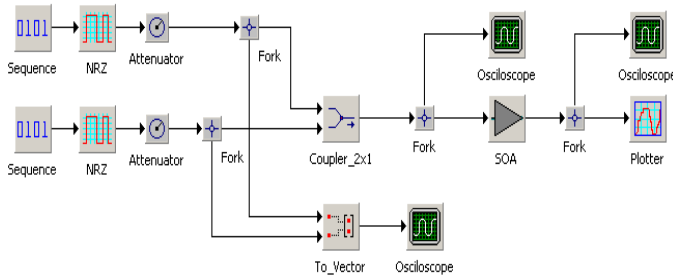 0101
Sequence
NRZ
Attenuator
Fork
Osciloscope
Osciloscope
0101
Sequence
NRZ
Attenuator
Fork
Coupler_2x1
Fork
SOA
Fork
Plotter
To_Vector
Osciloscope